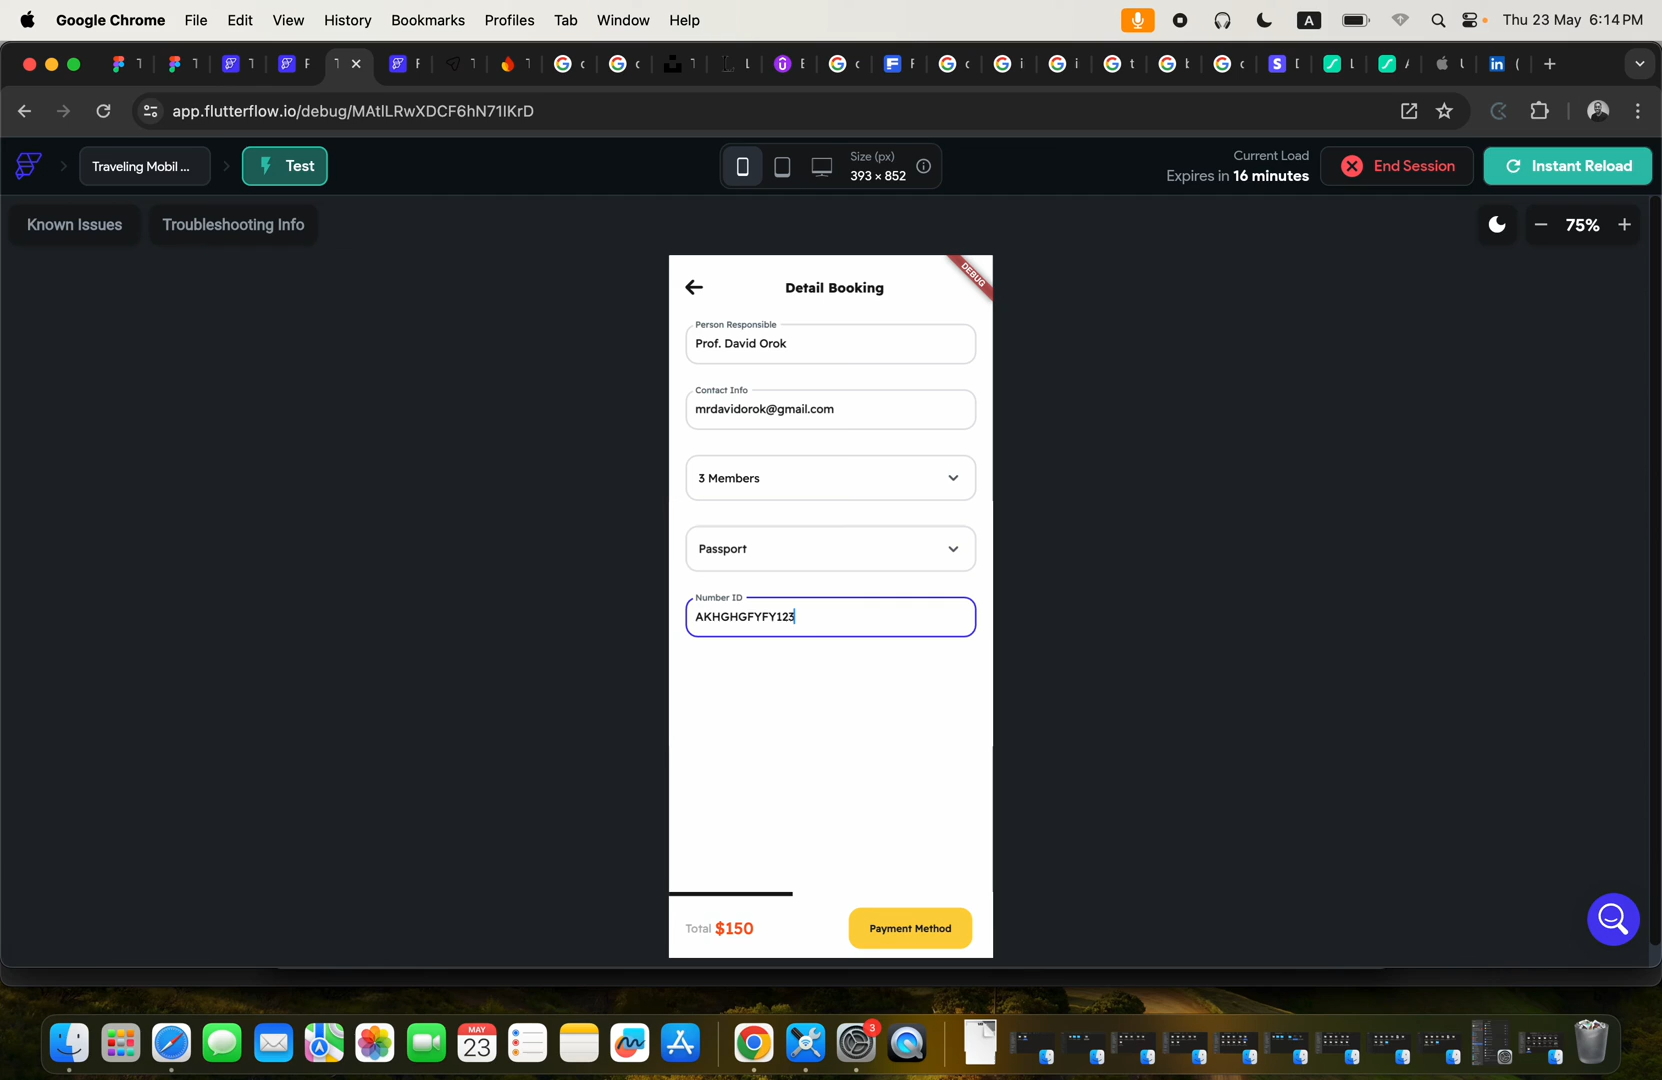 Google Chrome File Edit View History Bookmarks Profiles Tab Window Help A Thu 23 May 6:14 PM
app.flutterflow.io/debug/MAtlLRwXDCF6hN71lKrD
Traveling Mobil ...
Test
Size (px)
393 × 852
Current Load
Expires in 16 minutes
End Session
Instant Reload
Known Issues
Troubleshooting Info
75%
DEBUG
Detail Booking
Person Responsible
Prof. David Orok
Contact Info
mrdavidorok@gmail.com
3 Members
Passport
Number ID
AKHGHGFYFY123
Total $150
Payment Method
MAY
23
3